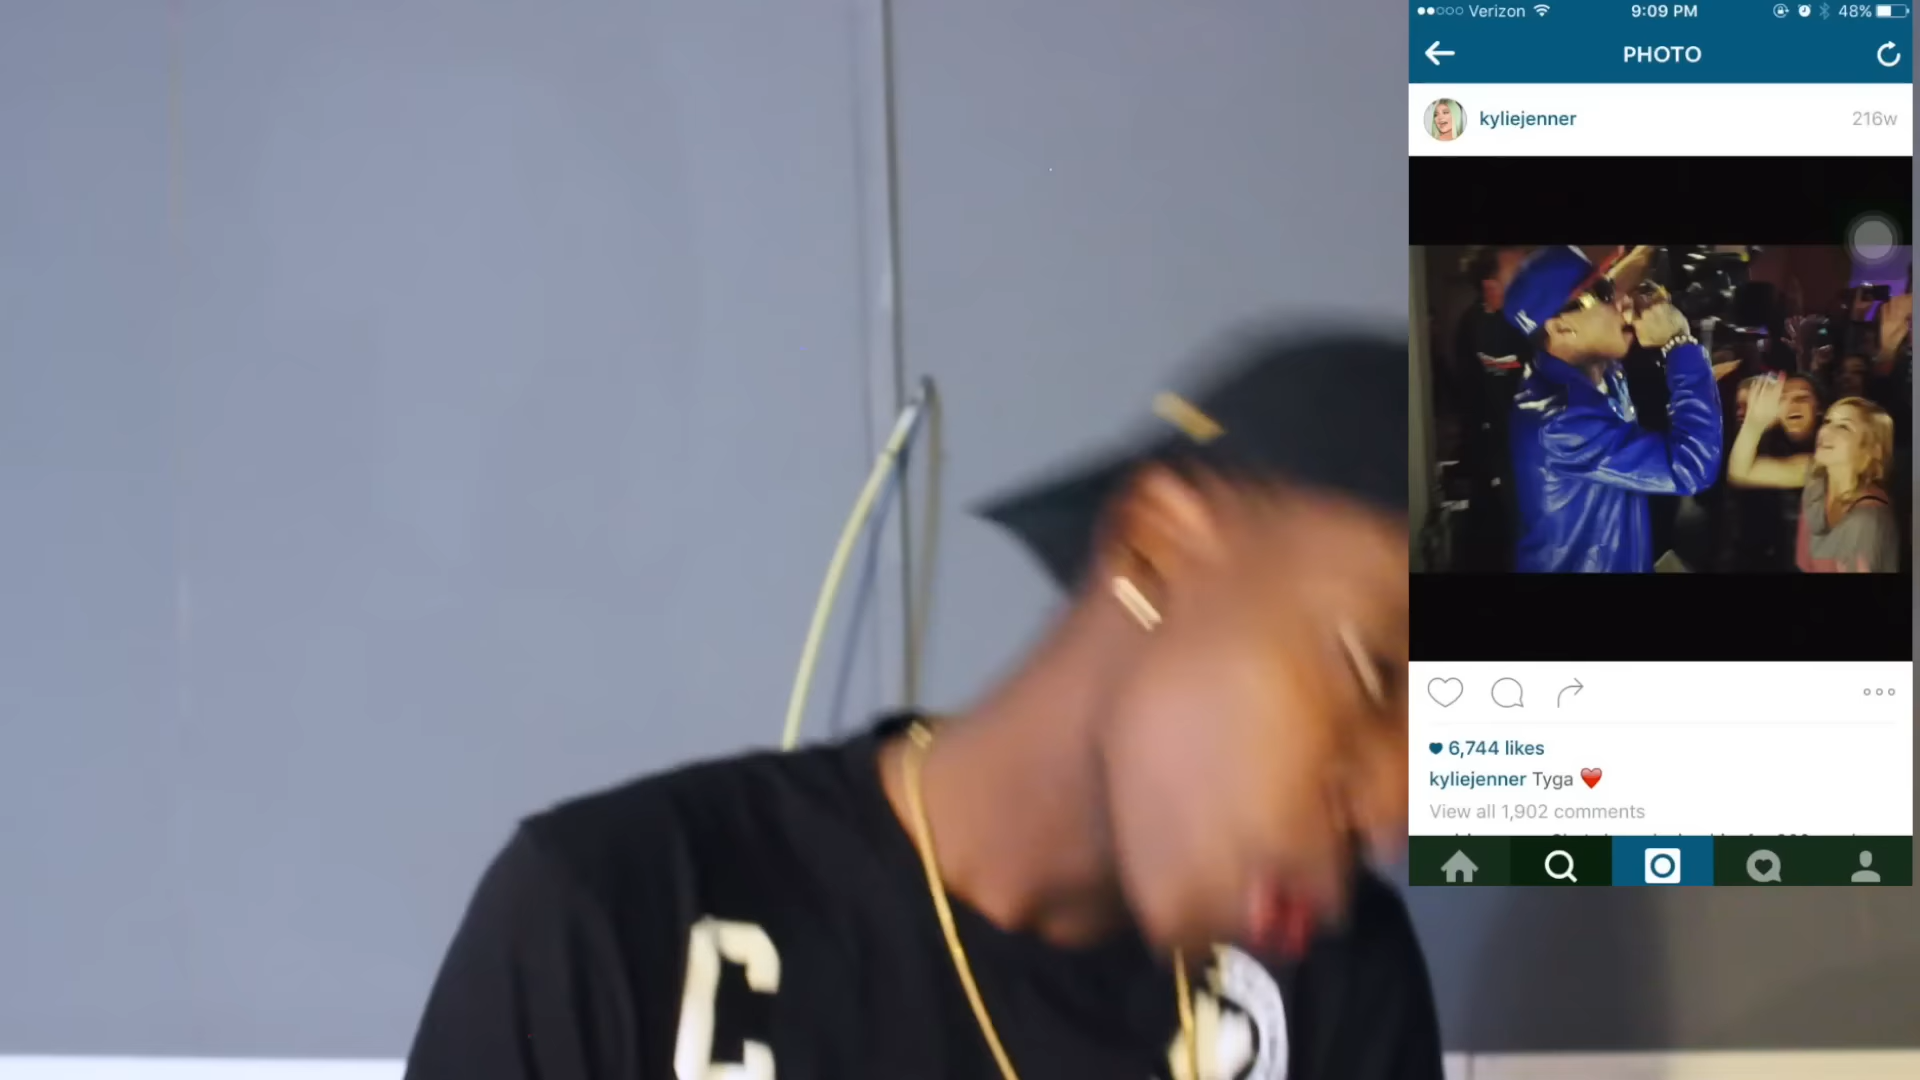 Verizon 9:09 PM 48%
PHOTO
kyliejenner 216w
6,744 likes
kyliejenner Tyga ❤️
View all 1,902 comments
C